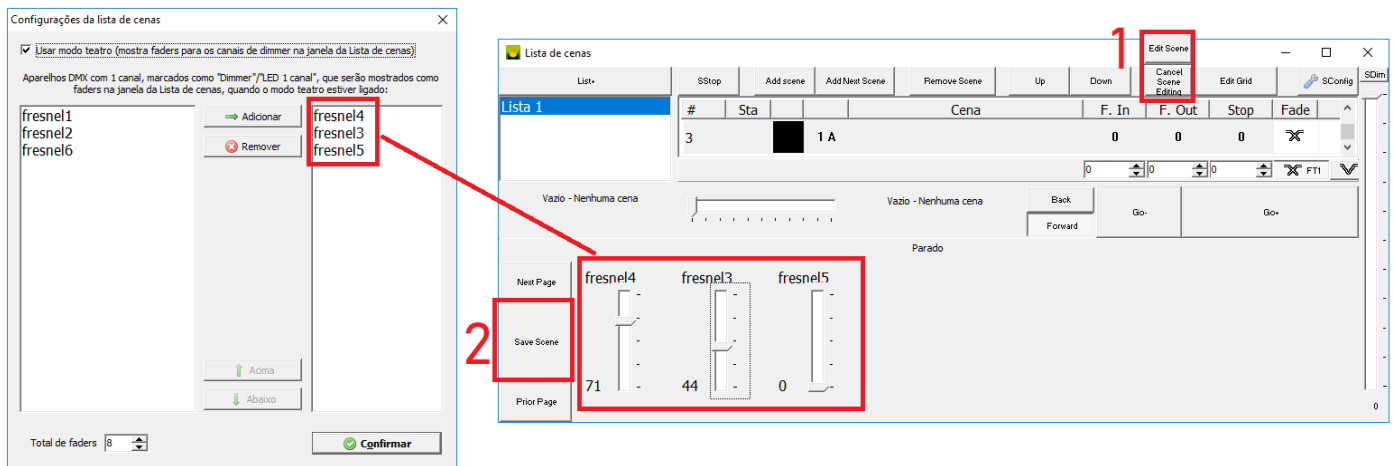 Configurações da lista de cenas
Usar modo teatro (mostra faders para os canais de dimmer na janela da Lista de cenas)
Aparelhos DMX com 1 canal, marcados como "Dimmer"/"LED 1 canal", que serão mostrados como
faders na janela da Lista de cenas, quando o modo teatro estiver ligado:
fresnel1
fresnel2
fresnel6
Adicionar
Remover
Acima
Abaixo
fresnel4
fresnel3
fresnel5
Total de faders 8
Confirmar
1
Edit Scene
Lista de cenas
List+ SStop Add scene Add Next Scene Remove Scene Up Down Cancel Scene Editing Edit Grid SConfig SDim
Lista 1
# Sta Cena F. In F. Out Stop Fade
3 1 A 0 0 0
0 0 0 FT1
Vazio - Nenhuma cena Vazio - Nenhuma cena Back Go- Go+
Forward
Parado
Next Page
2
Save Scene
Prior Page
fresnel4 fresnel3 fresnel5
71 44 0
0